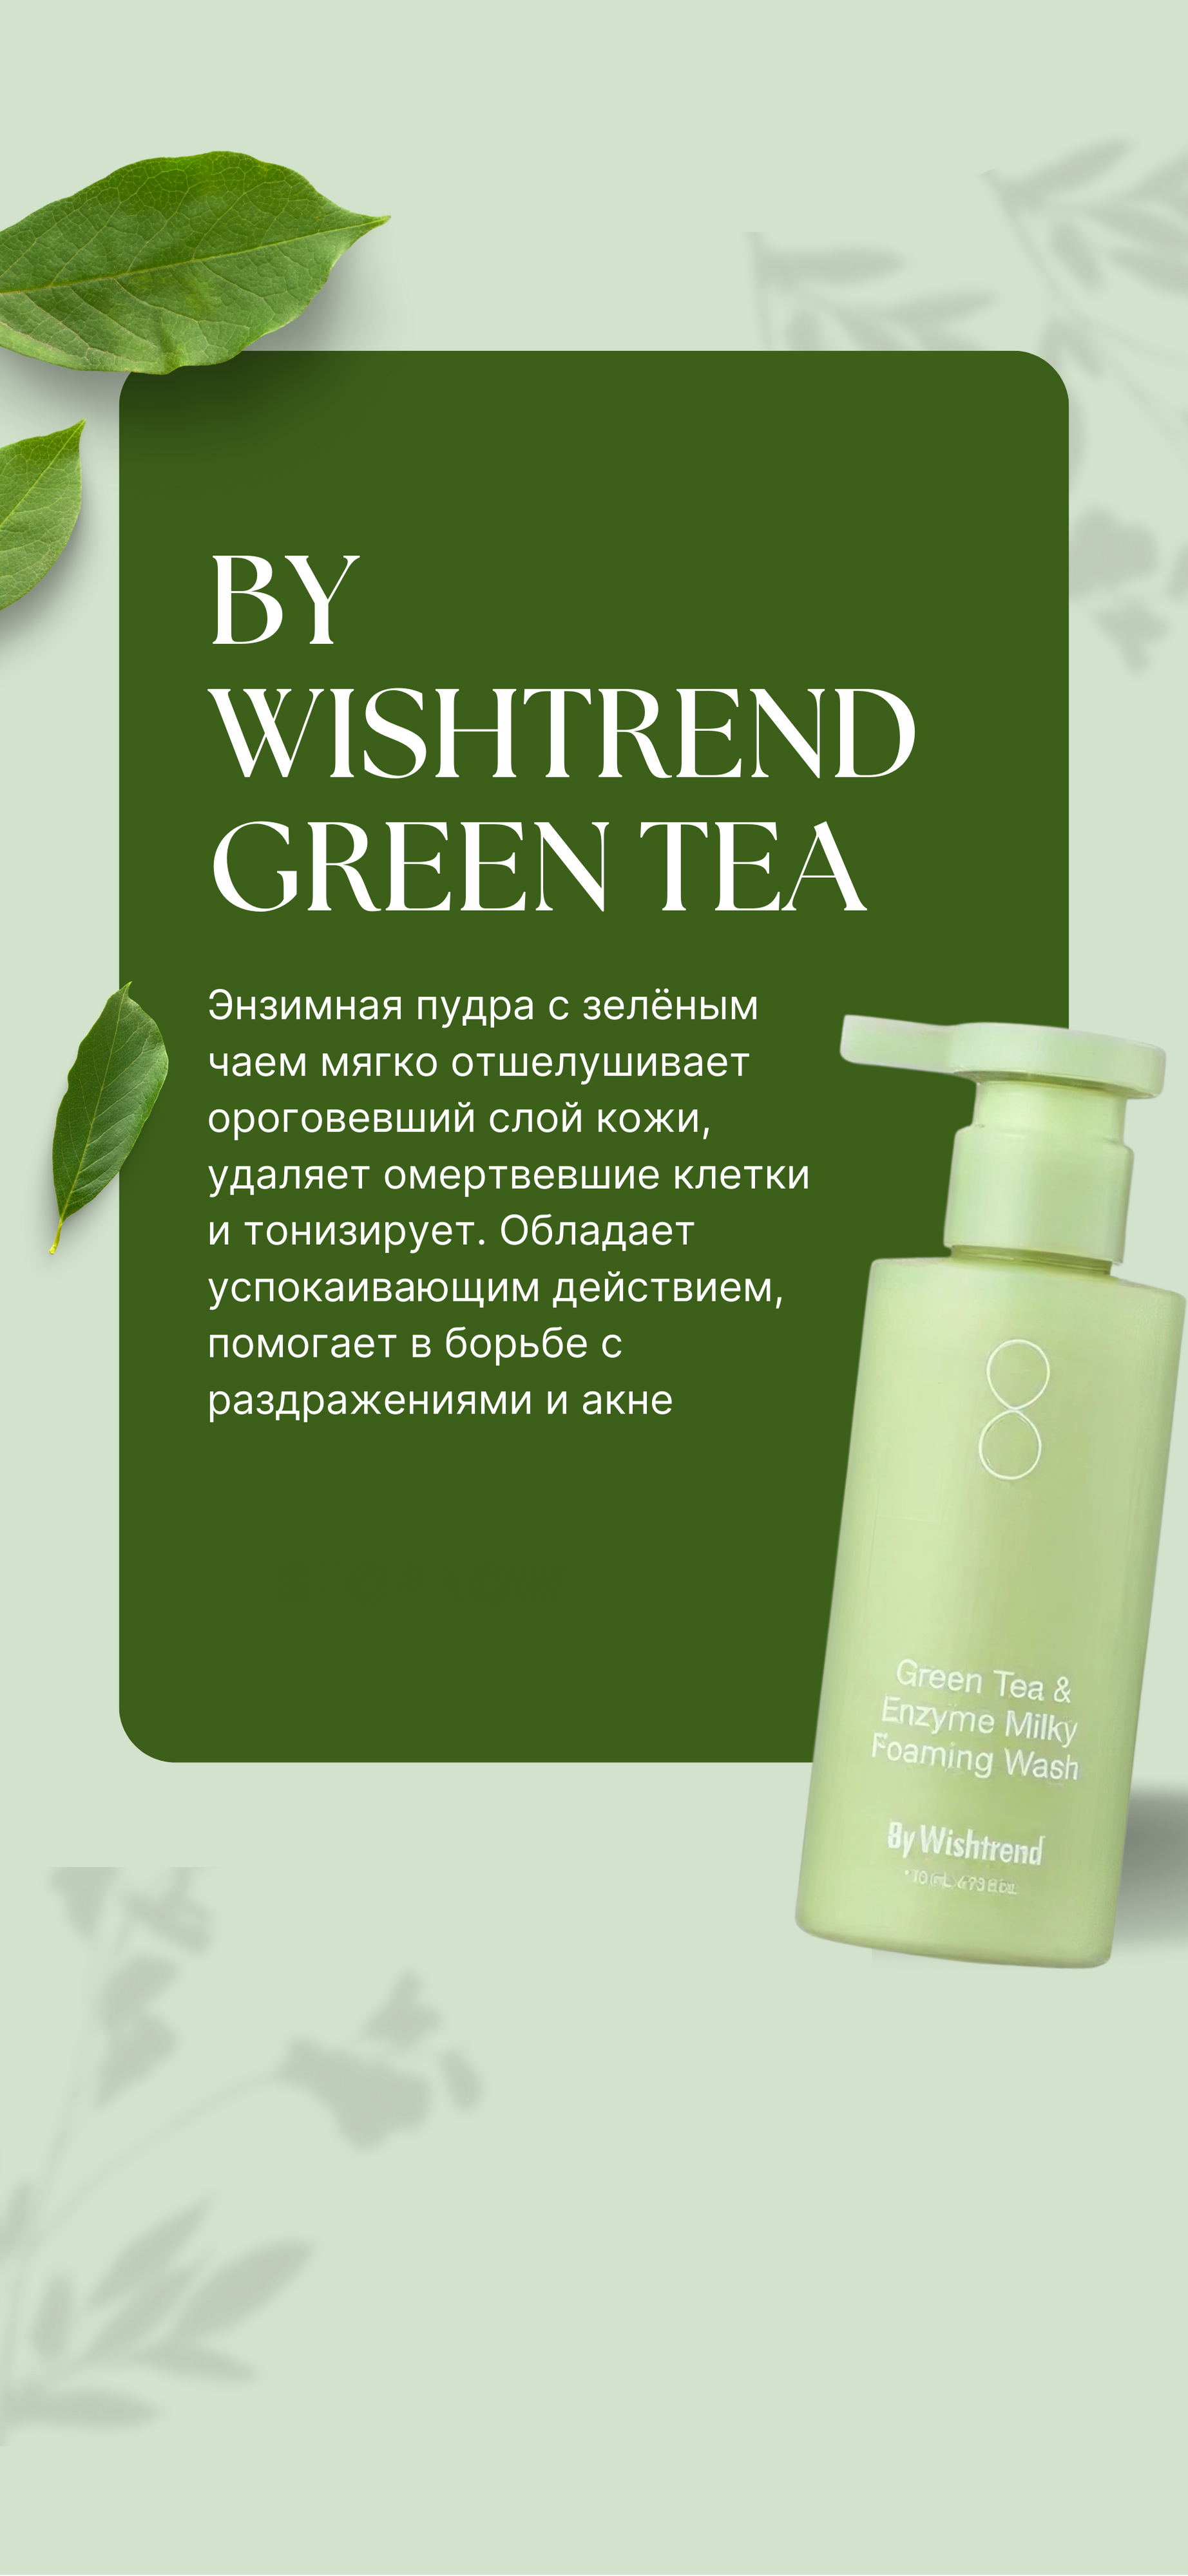 BY
WISHTREND
GREEN TEA
Энзимная пудра с зелёным
чаем мягко отшелушивает
ороговевший слой кожи,
удаляет омертвевшие клетки
и тонизирует. Обладает
успокаивающим действием,
помогает в борьбе с
раздражениями и акне
Green Tea &
Enzyme Milky
Foaming Wash
By Wishtrend